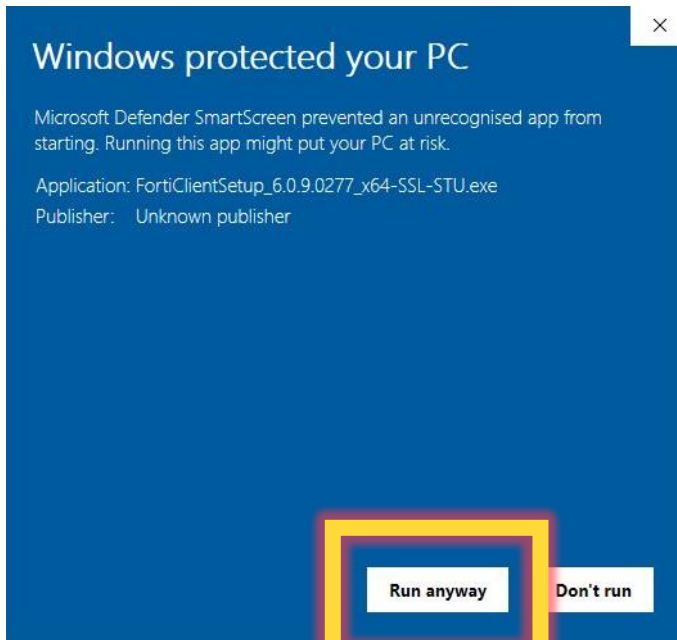 Windows protected your PC
Microsoft Defender SmartScreen prevented an unrecognised app from
starting. Running this app might put your PC at risk.
Application: FortiClientSetup_6.0.9.0277_x64-SSL-STU.exe
Publisher: Unknown publisher
Run anyway Don't run